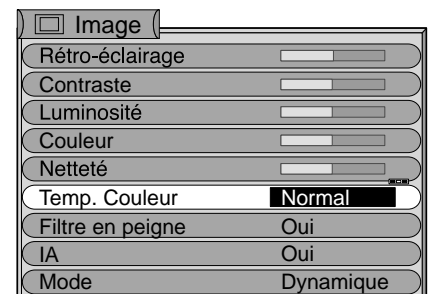 Image
Rétro-éclairage
Contraste
Luminosité
Couleur
Netteté
Temp. Couleur Normal
Filtre en peigne Oui
IA Oui
Mode Dynamique